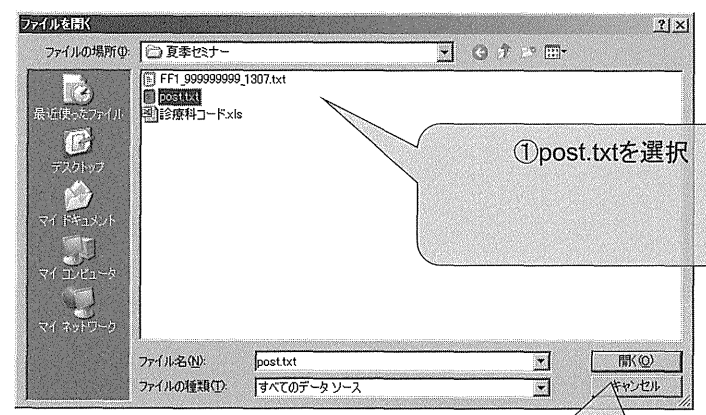 ファイルを開く
ファイルの場所(I):
夏季セミナー
FF1_999999999_1307.txt
post.txt
診療科コード.xls
最近使ったファイル
デスクトップ
マイ ドキュメント
マイ コンピュータ
マイ ネットワーク
①post.txtを選択
ファイル名(N):
post.txt
開く(O)
ファイルの種類(T):
すべてのデータ ソース
キャンセル